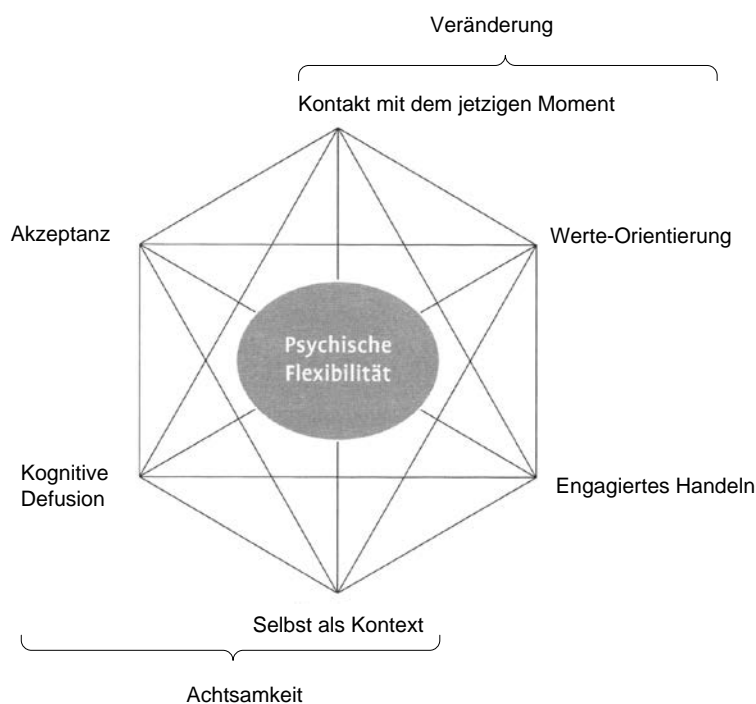 Veränderung
Kontakt mit dem jetzigen Moment
Akzeptanz
Werte-Orientierung
Psychische
Flexibilität
Kognitive
Defusion
Engagiertes Handeln
Selbst als Kontext
Achtsamkeit